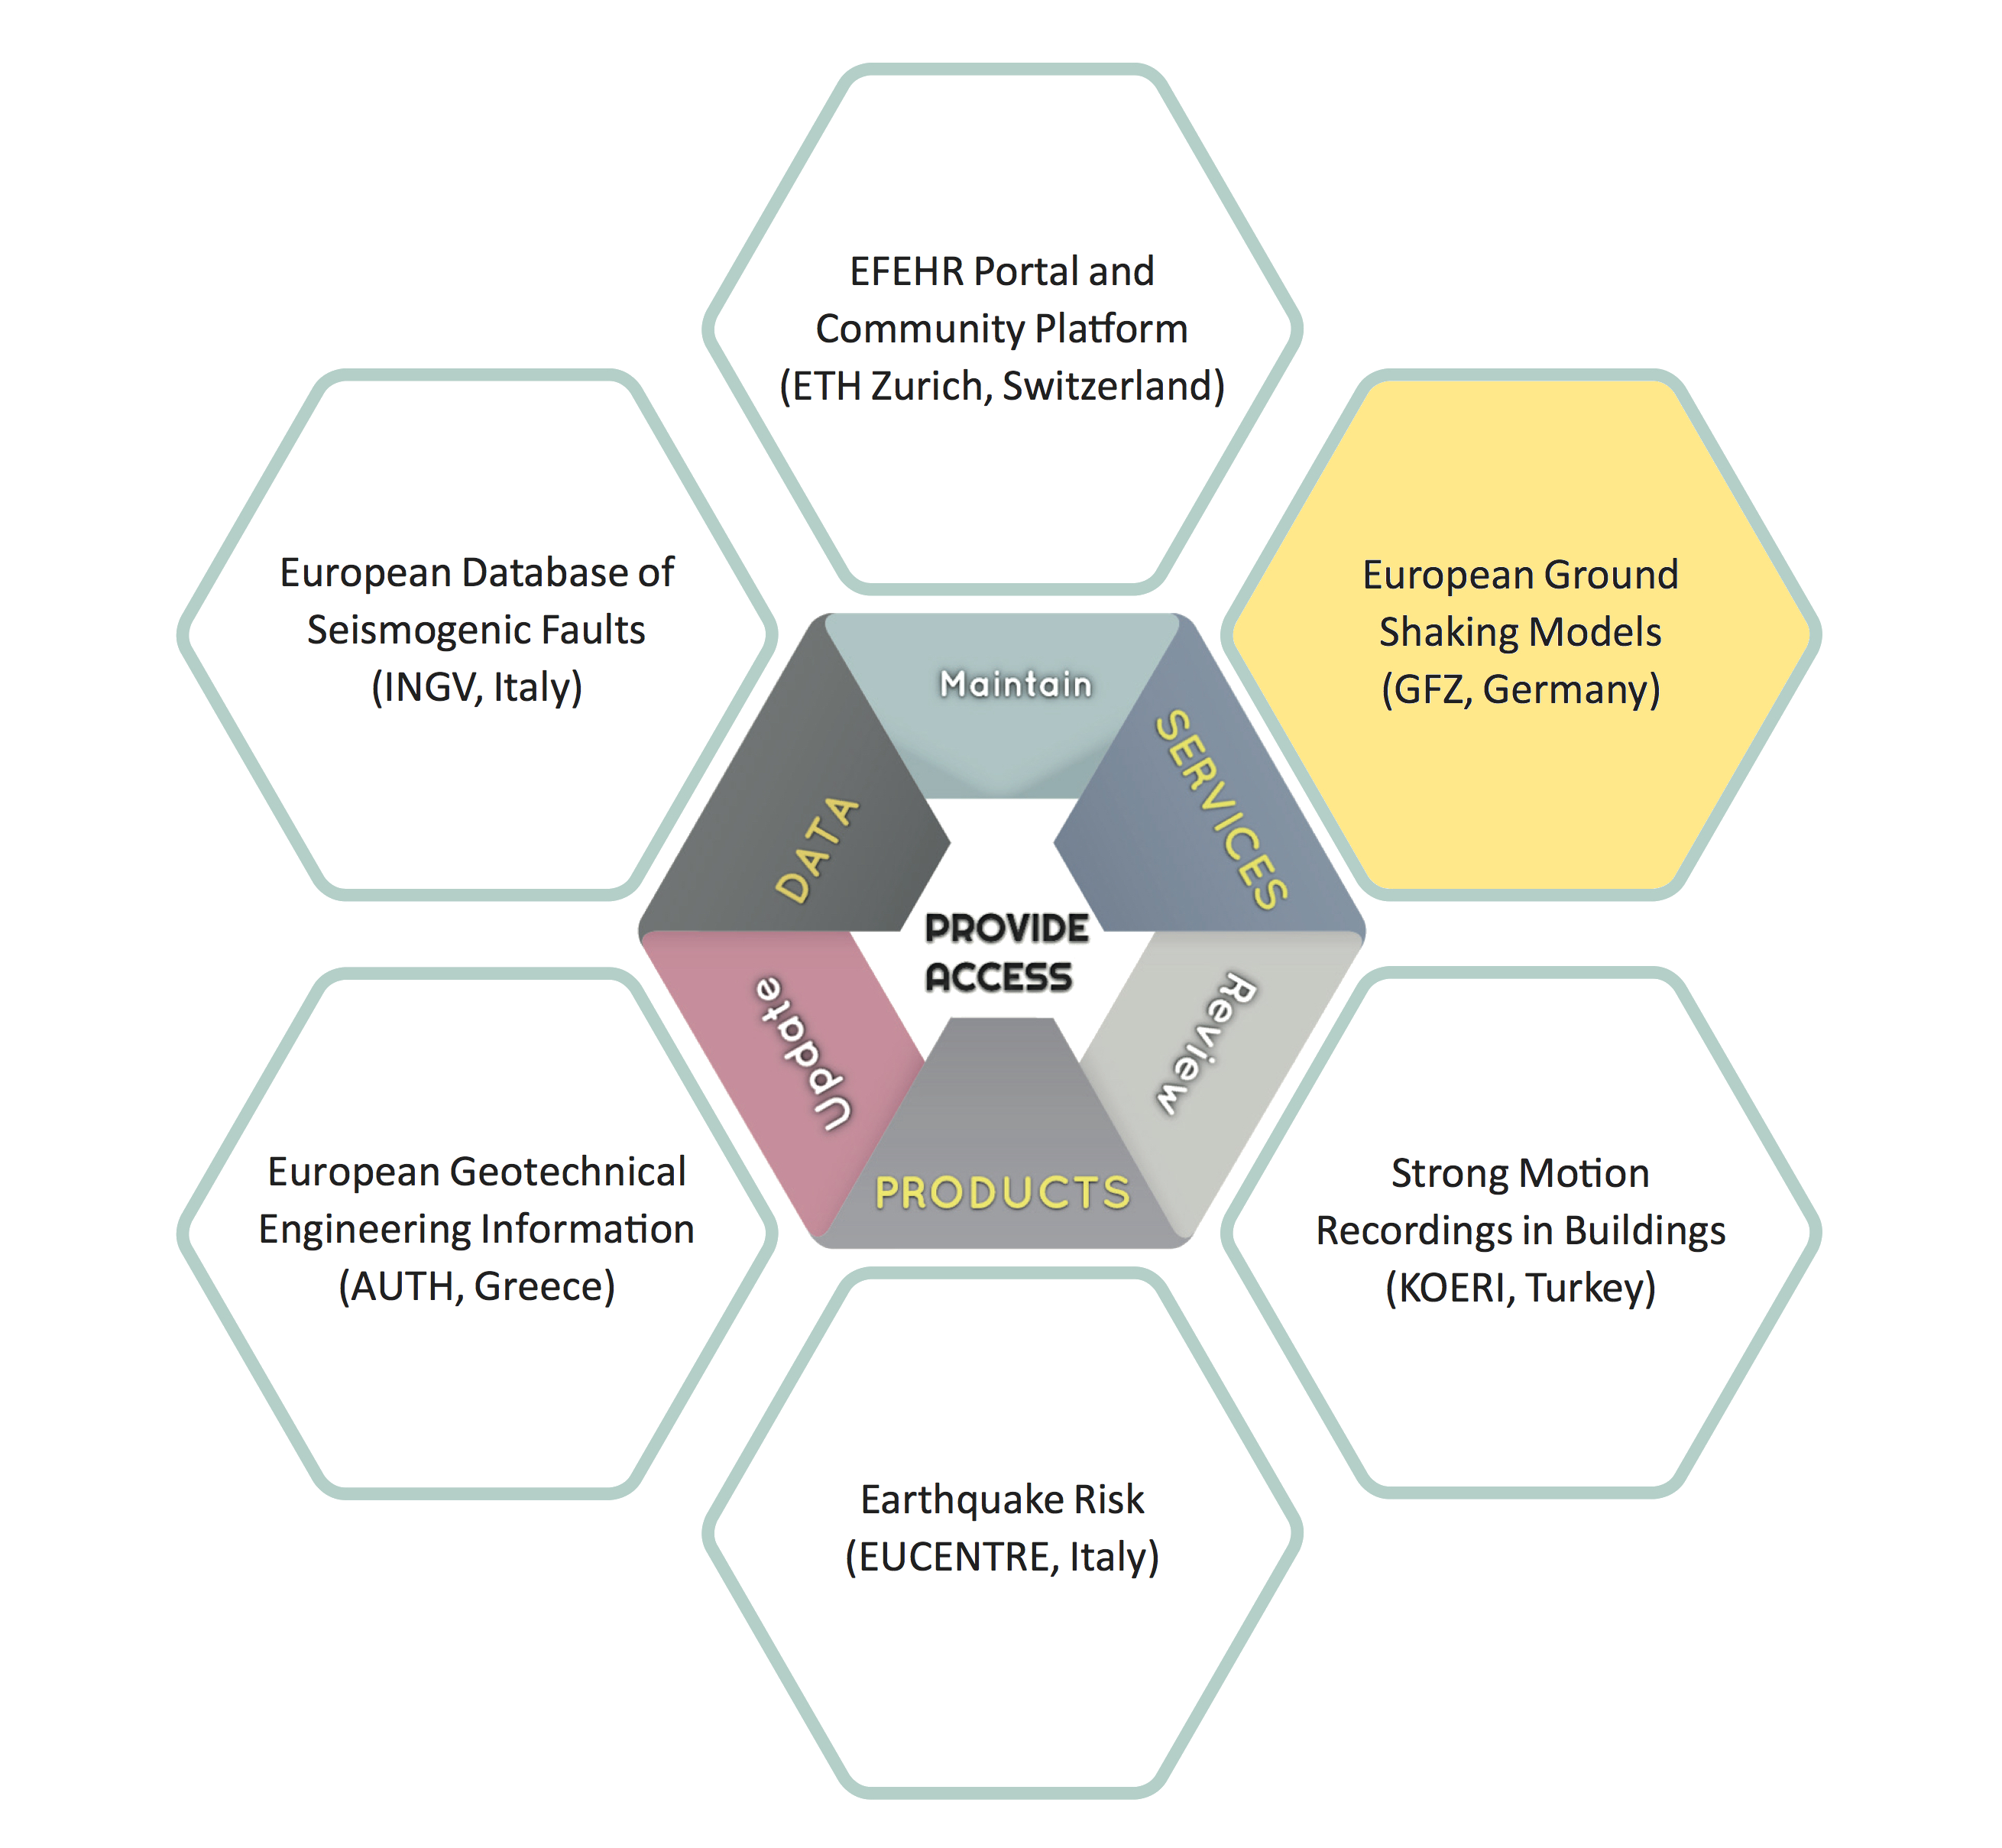 EFEHR Portal and
Community Platform
(ETH Zurich, Switzerland)
European Database of
Seismogenic Faults
(INGV, Italy)
European Ground
Shaking Models
(GFZ, Germany)
Maintain
SERVICES
DATA
PROVIDE
ACCESS
Update
Review
PRODUCTS
European Geotechnical
Engineering Information
(AUTH, Greece)
Strong Motion
Recordings in Buildings
(KOERI, Turkey)
Earthquake Risk
(EUCENTRE, Italy)